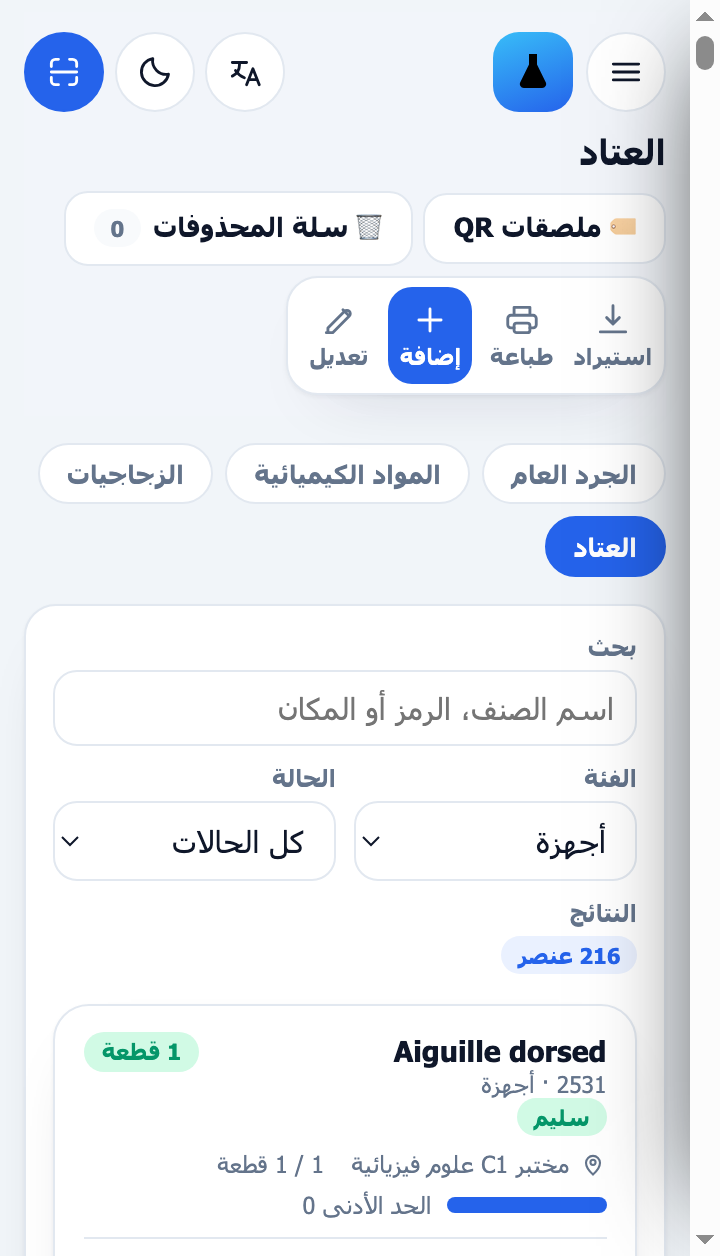 العتاد
ملصقات QR
سلة المحذوفات 0
استيراد
طباعة
إضافة
تعديل
الجرد العام
المواد الكيميائية
الزجاجيات
العتاد
بحث
اسم الصنف، الرمز أو المكان
الفئة
الحالة
أجهزة
كل الحالات
النتائج
216 عنصر
Aiguille dorsed
1 قطعة
2531 · أجهزة
سليم
مختبر C1 علوم فيزيائية
1 / 1 قطعة
الحد الأدنى 0